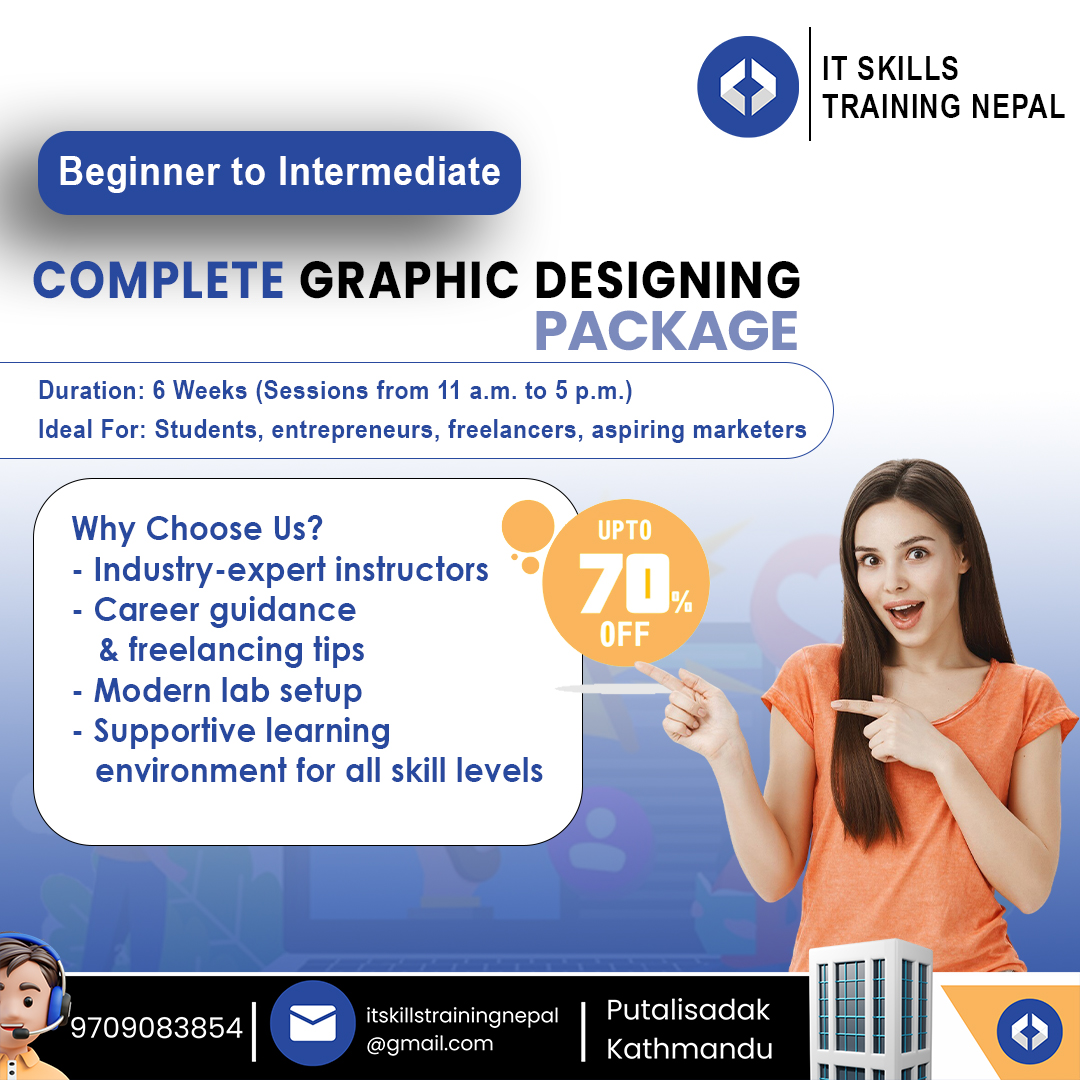 IT SKILLS
TRAINING NEPAL
Beginner to Intermediate
COMPLETE GRAPHIC DESIGNING
PACKAGE
Duration: 6 Weeks (Sessions from 11 a.m. to 5 p.m.)
Ideal For: Students, entrepreneurs, freelancers, aspiring marketers
Why Choose Us?
- Industry-expert instructors
- Career guidance
& freelancing tips
- Modern lab setup
- Supportive learning
environment for all skill levels
UPTO
70%
OFF
9709083854
itskillstrainingnepal
@gmail.com
Putalisadak
Kathmandu